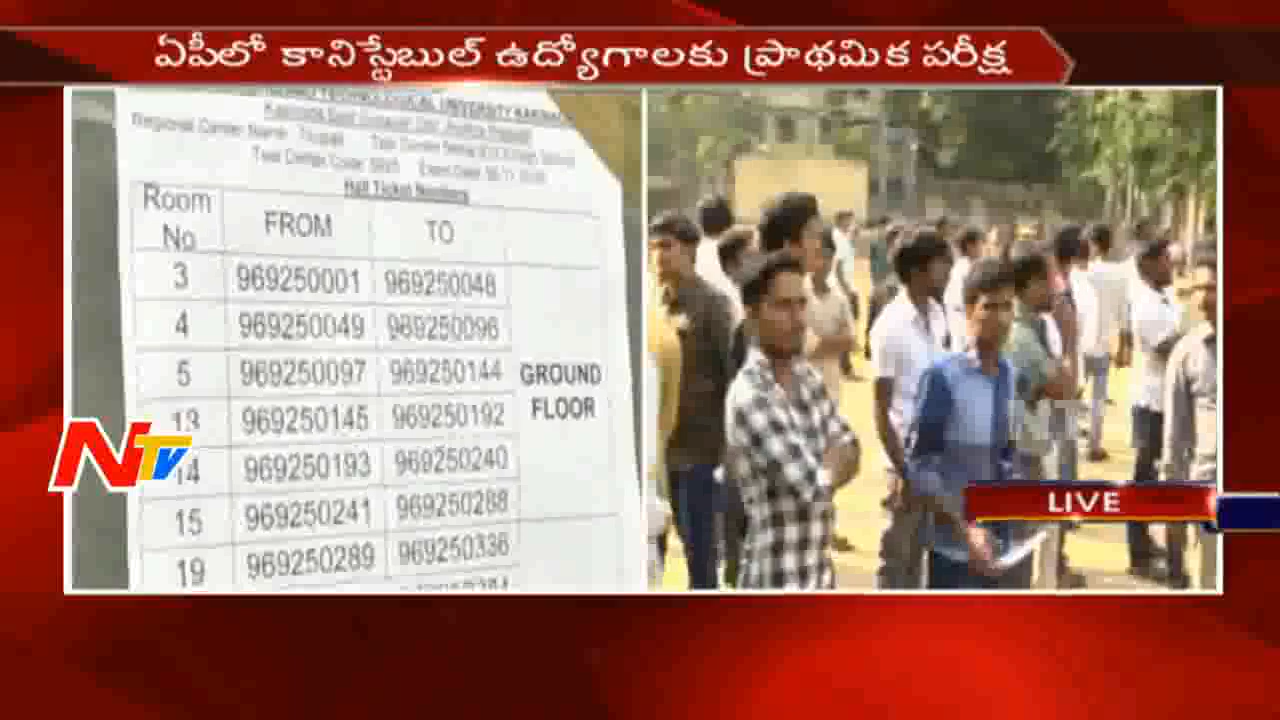 ఏపీలో కానిస్టేబుల్ ఉద్యోగాలకు ప్రాథమిక పరీక్ష
Hall Ticket Numbers
Room No FROM TO
3 969250001 969250048
4 969250049 969250096
5 969250097 969250144
GROUND FLOOR
13 969250145 969250192
14 969250193 969250240
15 969250241 969250288
19 969250289 969250336
NTV
LIVE